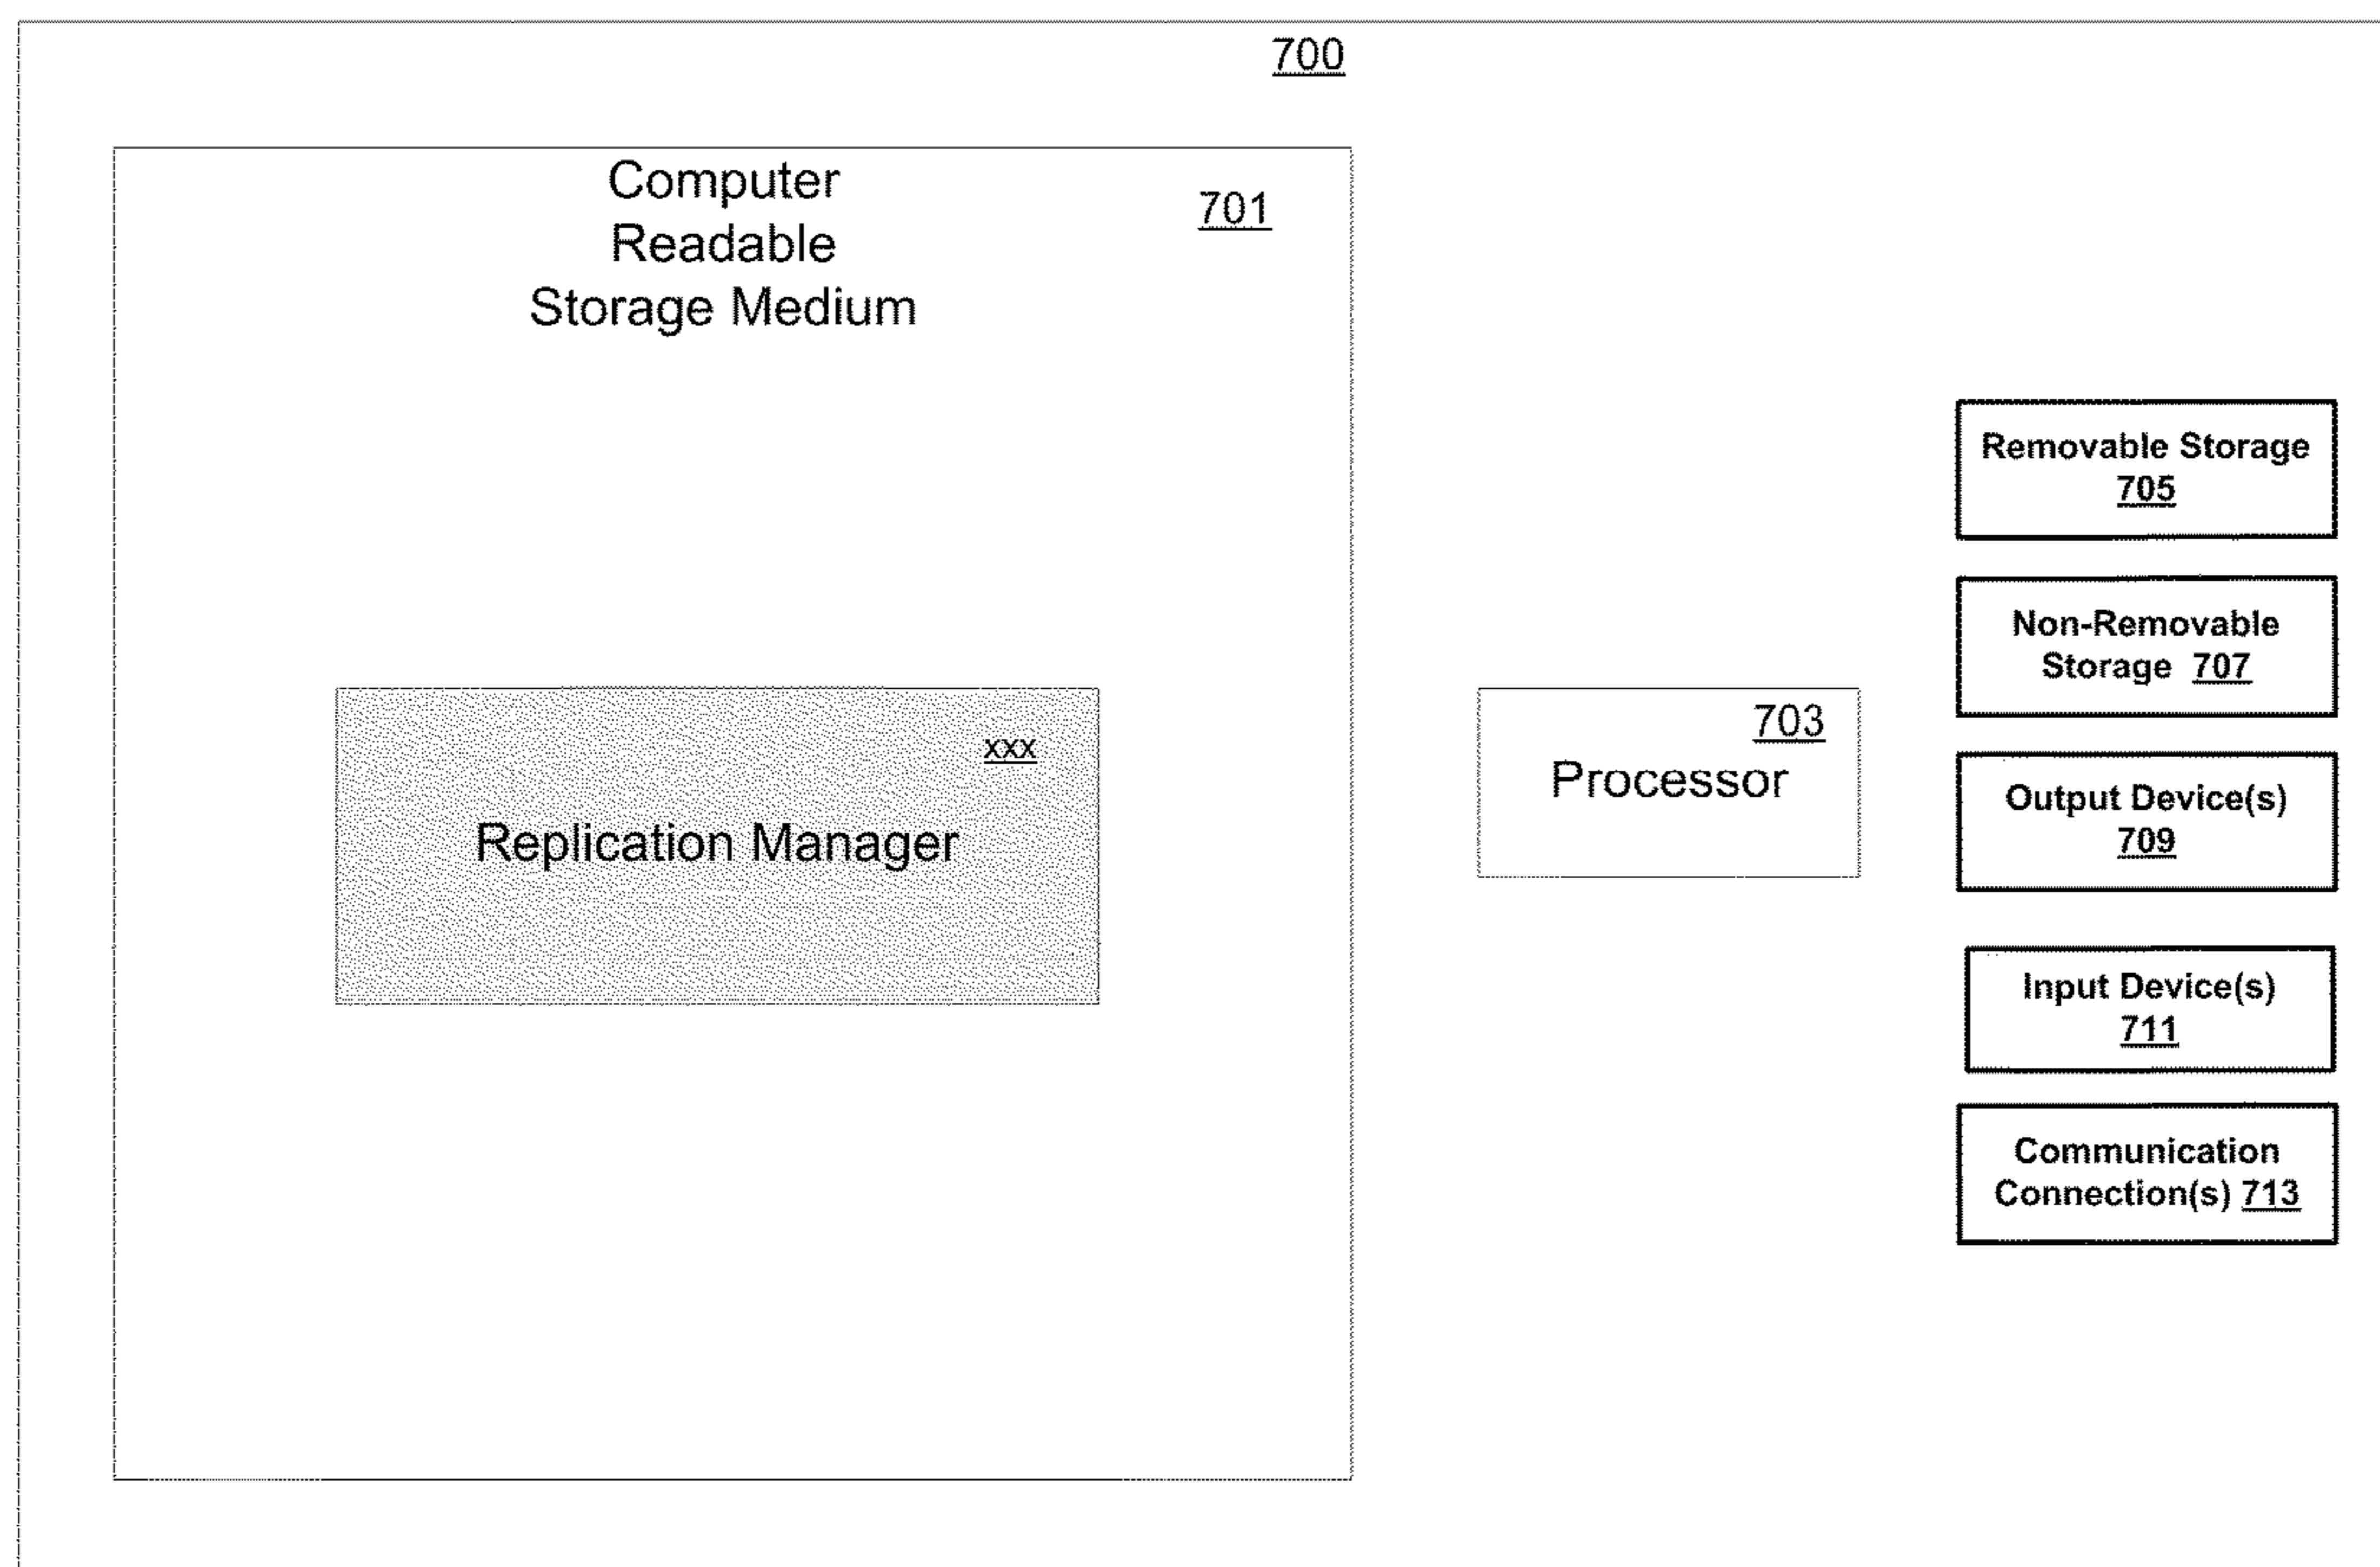 700
Computer
Readable
Storage Medium
701
xxx
Replication Manager
703
Processor
Removable Storage
705
Non-Removable
Storage 707
Output Device(s)
709
Input Device(s)
711
Communication
Connection(s) 713